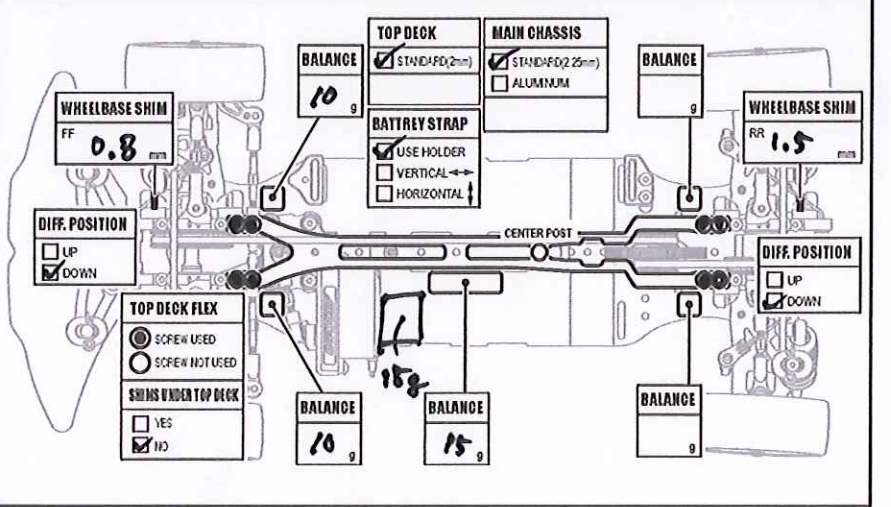 TOP DECK
STANDARD(2mm)
MAIN CHASSIS
STANDARD(2.25mm)
ALUMINUM
BALANCE
10 g
BALANCE
g
WHEELBASE SHIM
FF 0.8 mm
BATTREY STRAP
USE HOLDER
VERTICAL
HORIZONTAL
WHEELBASE SHIM
RR 1.5 mm
DIFF. POSITION
UP
DOWN
CENTER POST
DIFF. POSITION
UP
DOWN
TOP DECK FLEX
SCREW USED
SCREW NOT USED
SHIMS UNDER TOP DECK
YES
NO
15g
BALANCE
10 g
BALANCE
15 g
BALANCE
g